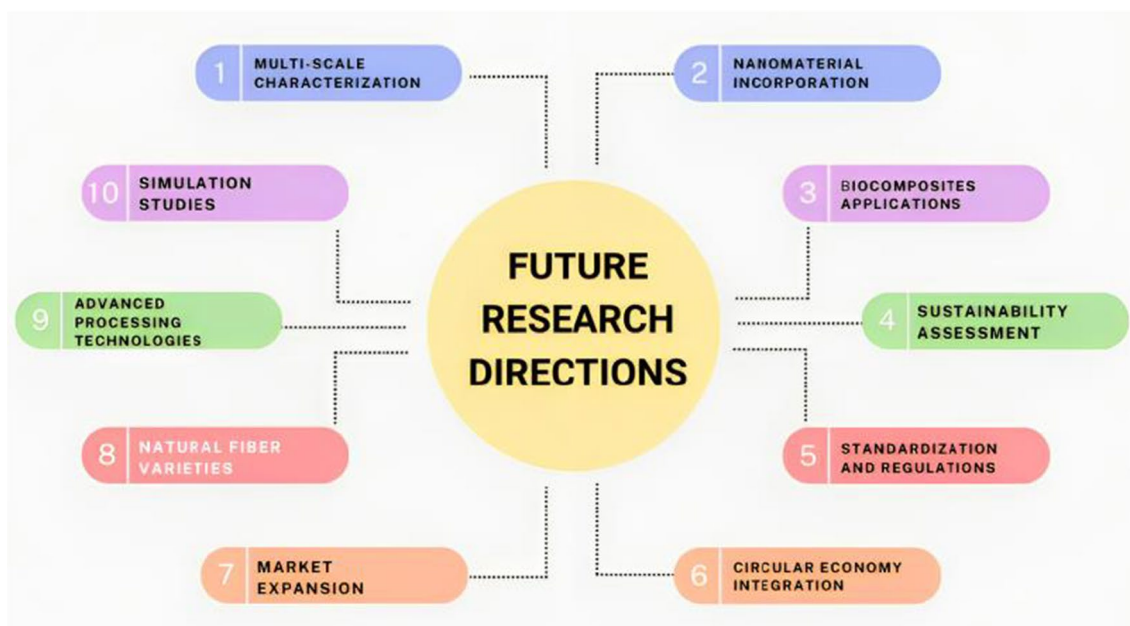 1
MULTI-SCALE
CHARACTERIZATION
2
NANOMATERIAL
INCORPORATION
10
SIMULATION
STUDIES
3
BIOCOMPOSITES
APPLICATIONS
FUTURE
RESEARCH
DIRECTIONS
9
ADVANCED
PROCESSING
TECHNOLOGIES
4
SUSTAINABILITY
ASSESSMENT
8
NATURAL FIBER
VARIETIES
5
STANDARDIZATION
AND REGULATIONS
7
MARKET
EXPANSION
6
CIRCULAR ECONOMY
INTEGRATION